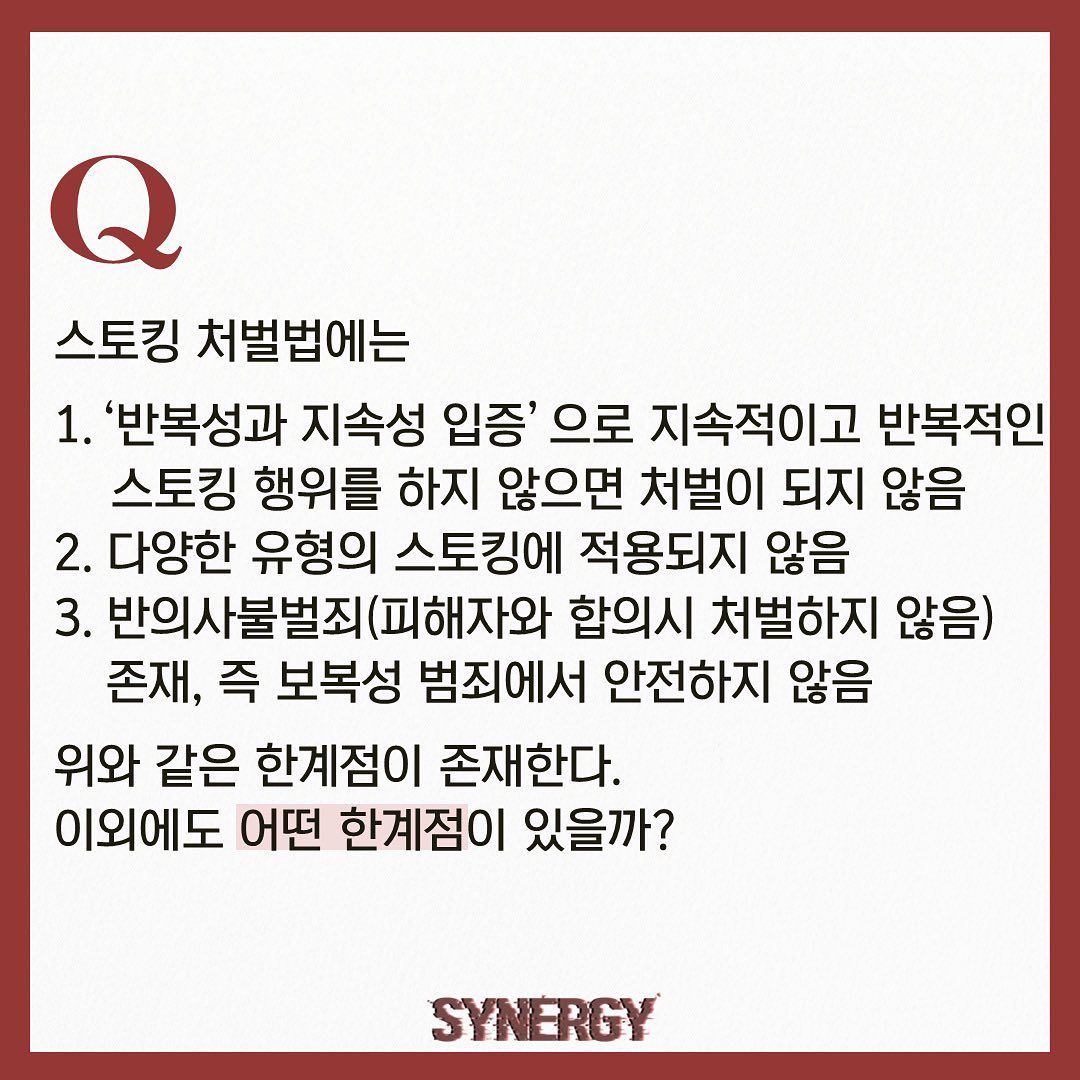 Q
스토킹 처벌법에는
1. ‘반복성과 지속성 입증’ 으로 지속적이고 반복적인
스토킹 행위를 하지 않으면 처벌이 되지 않음
2. 다양한 유형의 스토킹에 적용되지 않음
3. 반의사불벌죄(피해자와 합의시 처벌하지 않음)
존재, 즉 보복성 범죄에서 안전하지 않음
위와 같은 한계점이 존재한다.
이외에도 어떤 한계점이 있을까?
SYNERGY